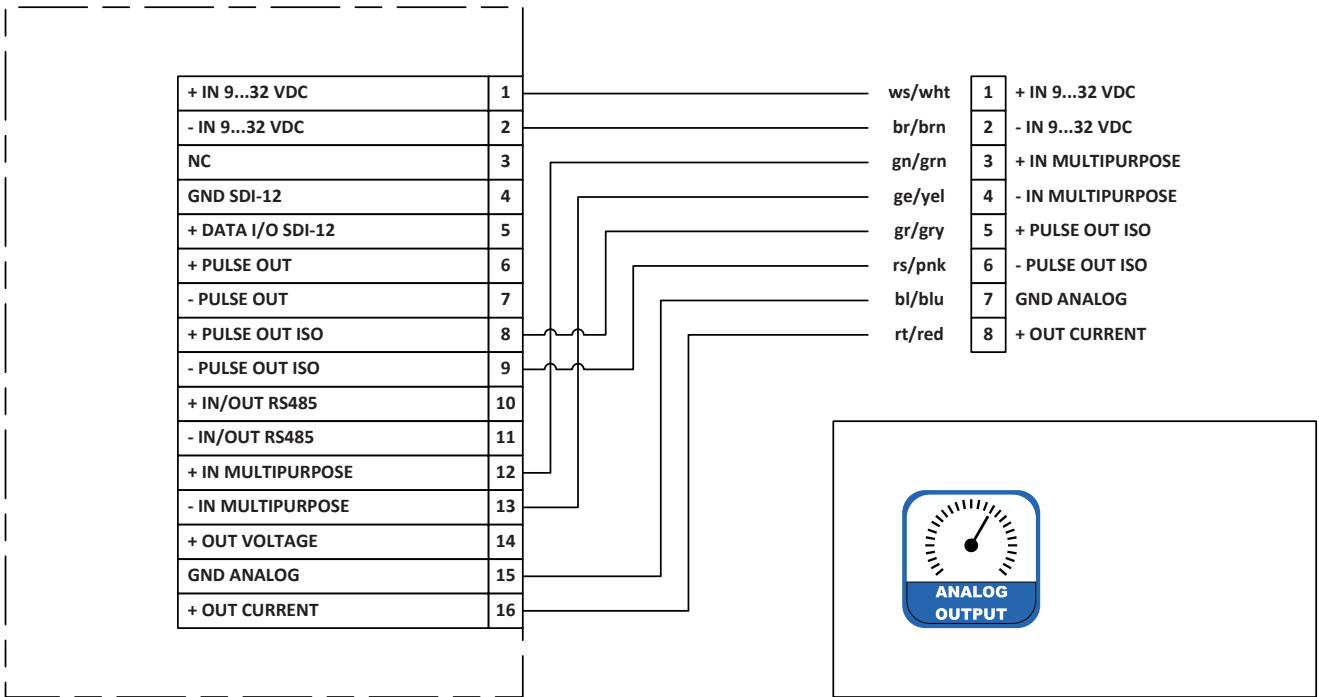 + IN 9...32 VDC 1 ws/wht 1 + IN 9...32 VDC
- IN 9...32 VDC 2 br/brn 2 - IN 9...32 VDC
NC 3 gn/grn 3 + IN MULTIPURPOSE
GND SDI-12 4 ge/yel 4 - IN MULTIPURPOSE
+ DATA I/O SDI-12 5 gr/gry 5 + PULSE OUT ISO
+ PULSE OUT 6 rs/pnk 6 - PULSE OUT ISO
- PULSE OUT 7 bl/blu 7 GND ANALOG
+ PULSE OUT ISO 8 rt/red 8 + OUT CURRENT
- PULSE OUT ISO 9
+ IN/OUT RS485 10
- IN/OUT RS485 11
+ IN MULTIPURPOSE 12
- IN MULTIPURPOSE 13
+ OUT VOLTAGE 14
GND ANALOG 15
+ OUT CURRENT 16
ANALOG
OUTPUT